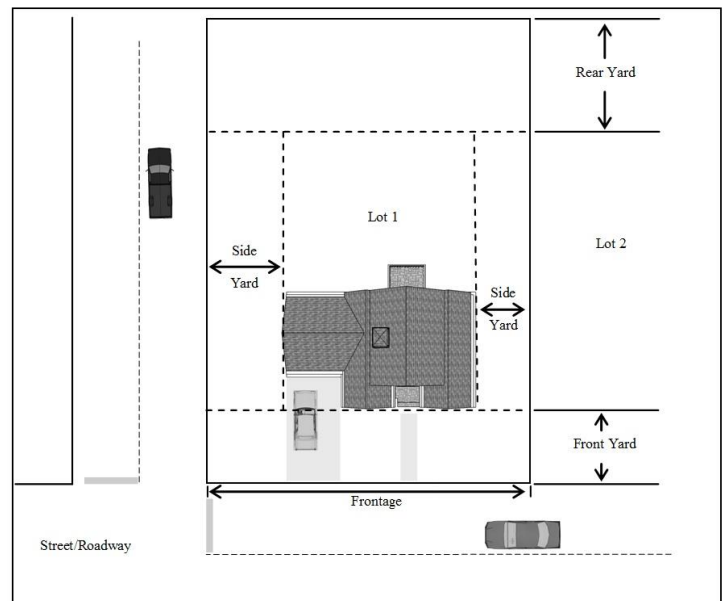 Rear Yard
Lot 1
Lot 2
Side
Yard
Side
Yard
Front Yard
Frontage
Street/Roadway